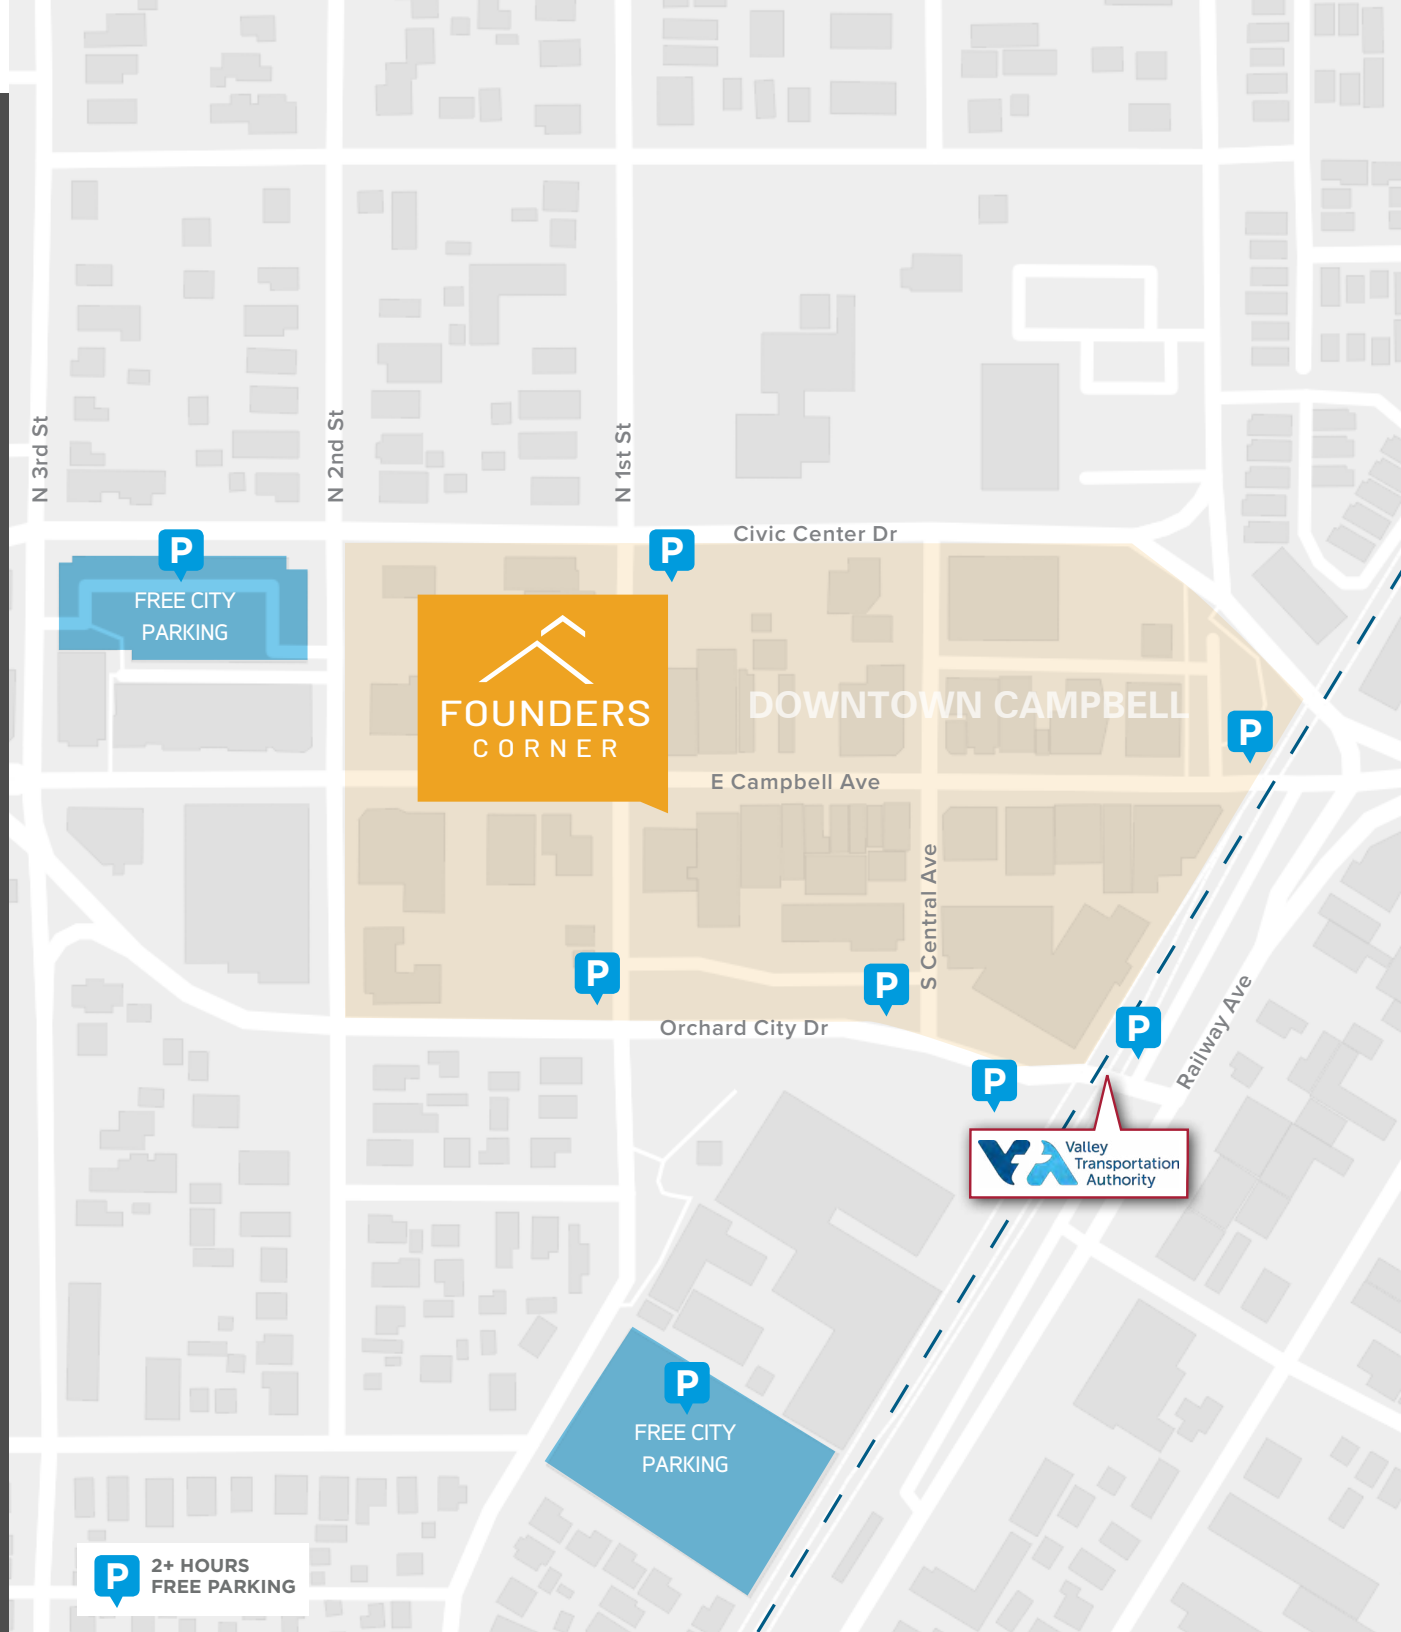 N 3rd St
N 2nd St
N 1st St
Civic Center Dr
P
P
FREE CITY
PARKING
FOUNDERS
CORNER
DOWNTOWN CAMPBELL
P
E Campbell Ave
S Central Ave
P
P
Orchard City Dr
P
P
Railway Ave
VTA
Valley
Transportation
Authority
P
FREE CITY
PARKING
P
2+ HOURS
FREE PARKING